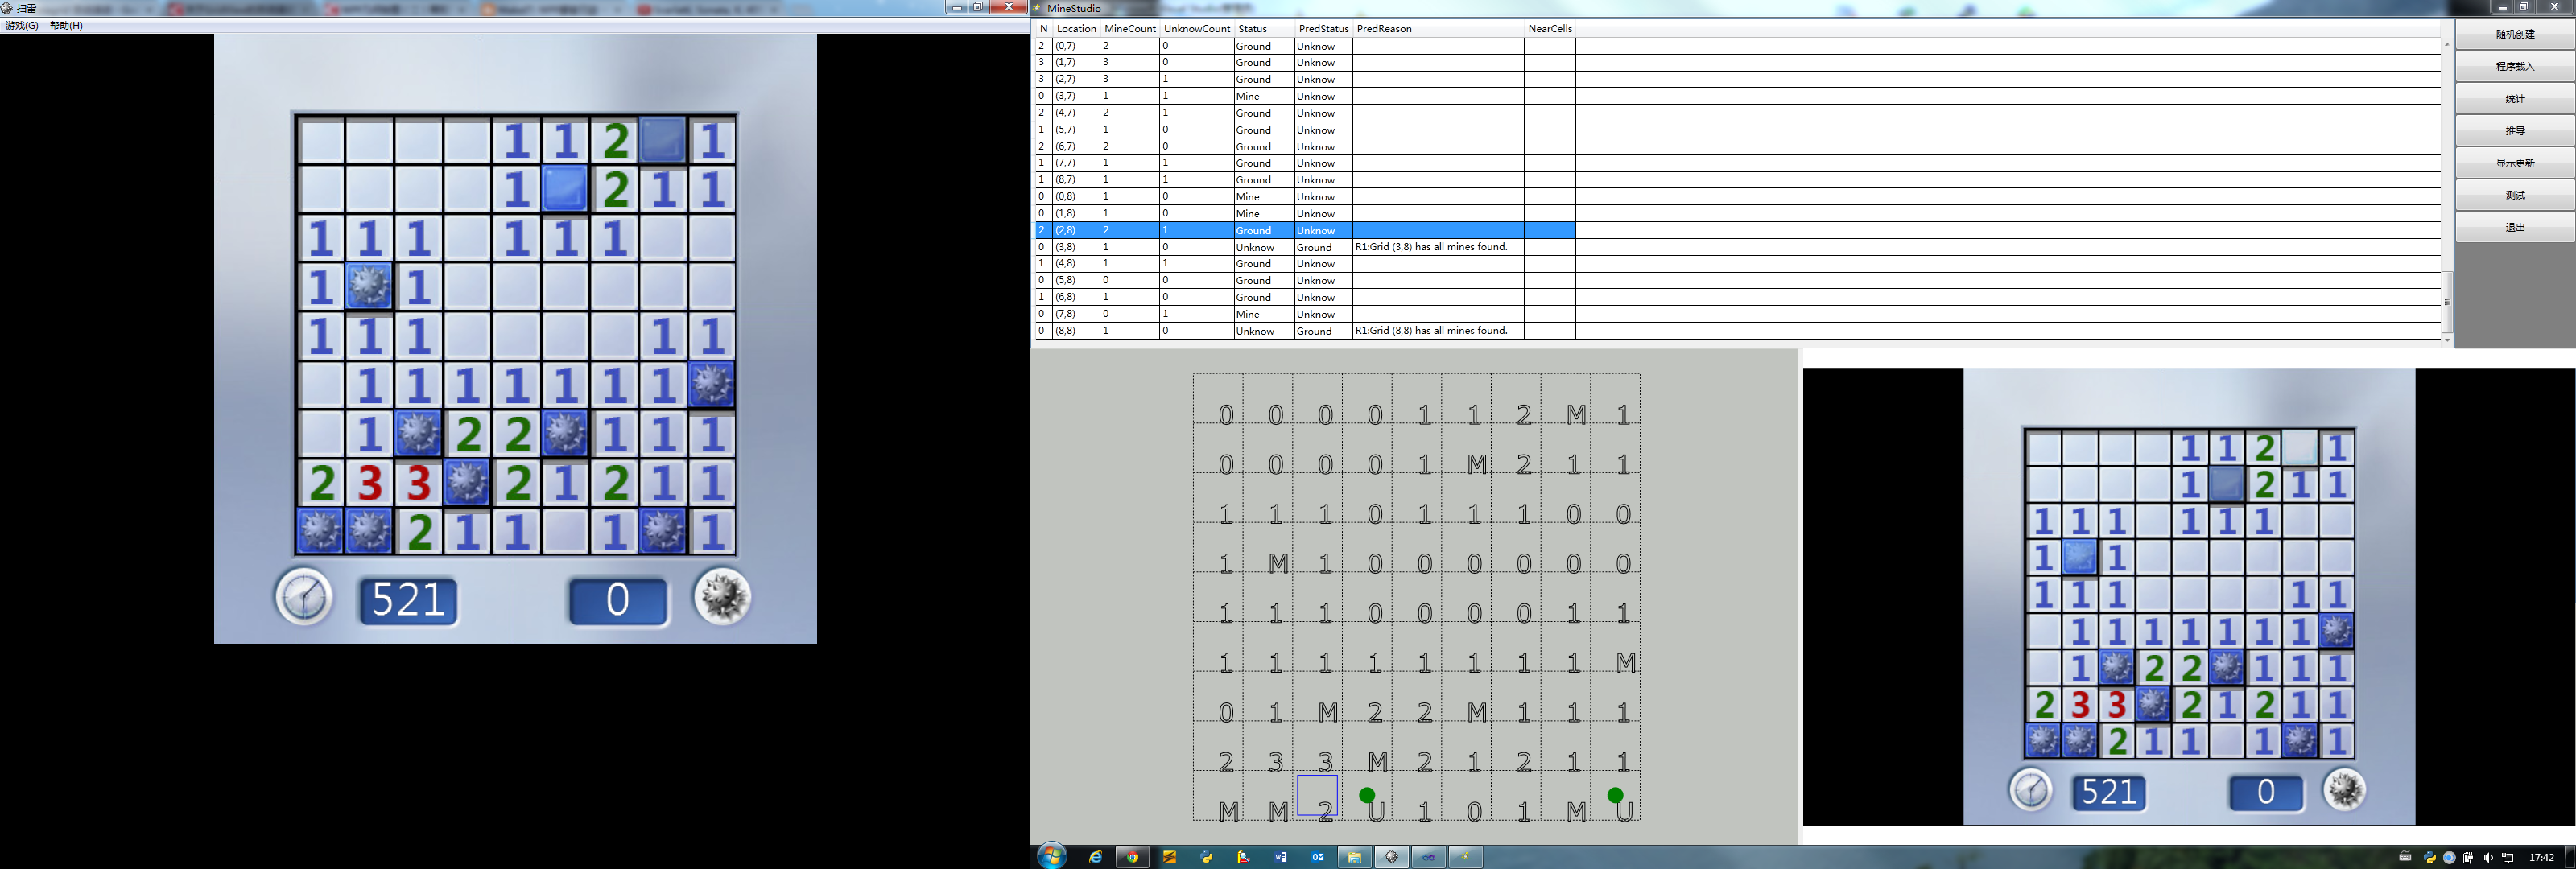 扫雷
游戏(G) 帮助(H)
1 1 2 1
1 2 1 1
1 1 1 1 1 1
1 1
1 1 1 1 1
1 1 1 1 1 1 1
1 2 2 1 1 1
2 3 3 2 1 2 1 1
2 1 1 1 1
521 0
MineStudio
N Location MineCount UnknowCount Status PredStatus PredReason NearCells
2 (0,7) 2 0 Ground Unknow
3 (1,7) 3 0 Ground Unknow
3 (2,7) 3 1 Ground Unknow
0 (3,7) 1 1 Mine Unknow
2 (4,7) 2 1 Ground Unknow
1 (5,7) 1 0 Ground Unknow
2 (6,7) 2 0 Ground Unknow
1 (7,7) 1 1 Ground Unknow
1 (8,7) 1 1 Ground Unknow
0 (0,8) 1 0 Mine Unknow
0 (1,8) 1 0 Mine Unknow
2 (2,8) 2 1 Ground Unknow
0 (3,8) 1 0 Unknow Ground R1:Grid (3,8) has all mines found.
1 (4,8) 1 1 Ground Unknow
0 (5,8) 0 0 Ground Unknow
1 (6,8) 1 0 Ground Unknow
0 (7,8) 0 1 Mine Unknow
0 (8,8) 1 0 Unknow Ground R1:Grid (8,8) has all mines found.
随机创建
程序载入
统计
推导
显示更新
测试
退出
0 0 0 0 1 1 2 M 1
0 0 0 0 1 M 2 1 1
1 1 1 0 1 1 1 0 0
1 M 1 0 0 0 0 0 0
1 1 1 0 0 0 0 1 1
1 1 1 1 1 1 1 1 M
0 1 M 2 2 M 1 1 1
2 3 3 M 2 1 2 1 1
M M 2 U 1 0 1 M U
1 1 2 1
1 2 1 1
1 1 1 1 1 1
1 1
1 1 1 1 1
1 1 1 1 1 1 1
1 2 2 1 1 1
2 3 3 2 1 2 1 1
2 1 1 1 1
521 0
17:42